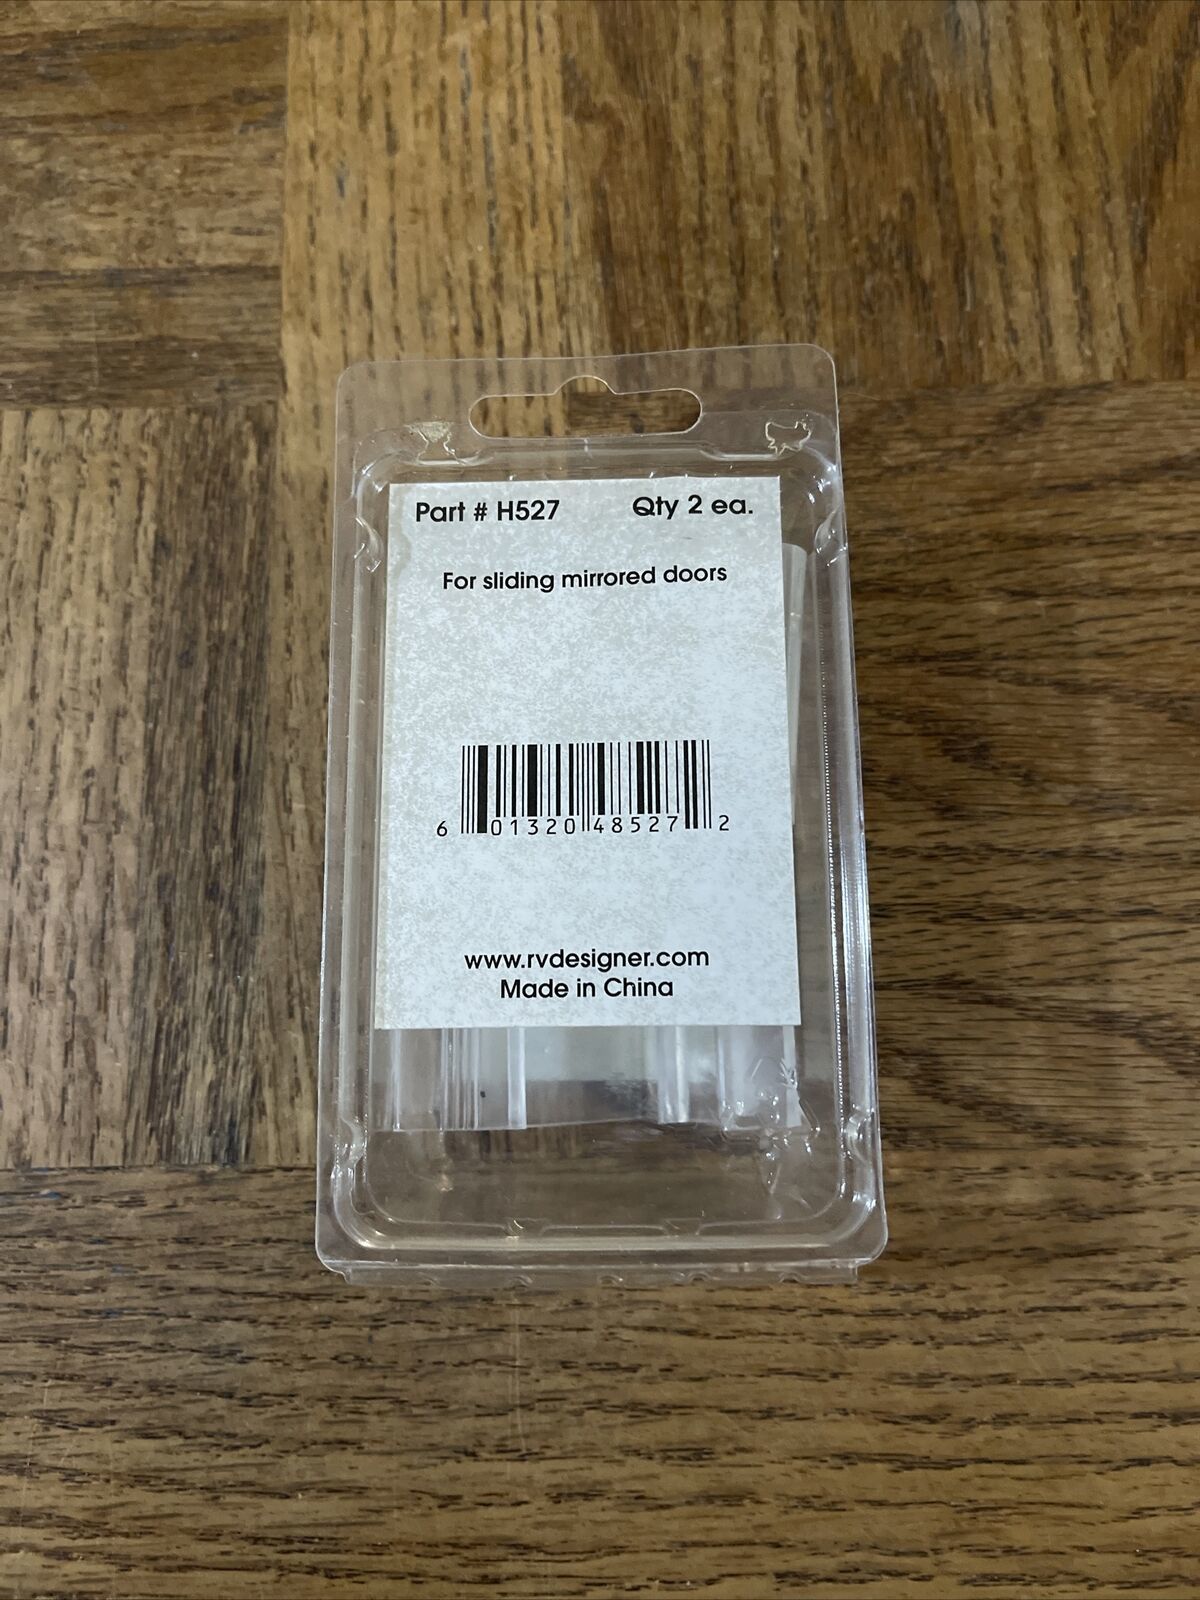 Part # H527 Qty 2 ea.
For sliding mirrored doors
6 01320 48527 2
www.rvdesigner.com
Made in China